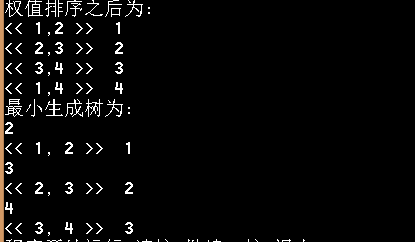 权值排序之后为:
<< 1,2 >>  1
<< 2,3 >>  2
<< 3,4 >>  3
<< 1,4 >>  4
最小生成树为:
2
<< 1, 2 >>  1
3
<< 2, 3 >>  2
4
<< 3, 4 >>  3